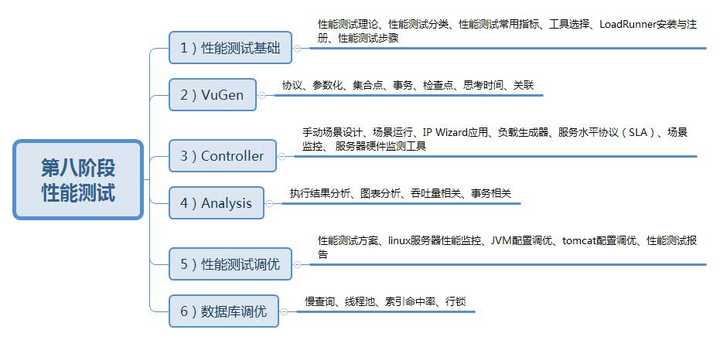 第八阶段
性能测试
1）性能测试基础
性能测试理论、性能测试分类、性能测试常用指标、工具选择、LoadRunner安装与注
册、性能测试步骤
2）VuGen
协议、参数化、集合点、事务、检查点、思考时间、关联
3）Controller
手动场景设计、场景运行、IP Wizard应用、负载生成器、服务水平协议（SLA）、场景
监控、 服务器硬件监测工具
4）Analysis
执行结果分析、图表分析、吞吐量相关、事务相关
5）性能测试调优
性能测试方案、linux服务器性能监控、JVM配置调优、tomcat配置调优、性能测试报
告
6）数据库调优
慢查询、线程池、索引命中率、行锁